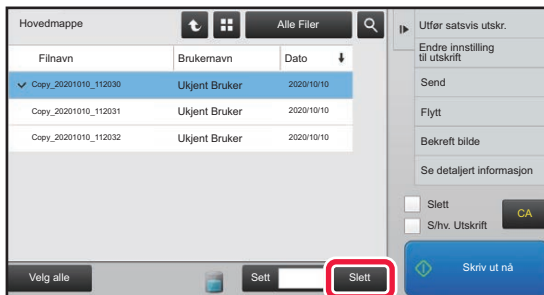 Hovedmappe
Alle Filer
Filnavn Brukernavn Dato
Copy_20201010_112030 Ukjent Bruker 2020/10/10
Copy_20201010_112031 Ukjent Bruker 2020/10/10
Copy_20201010_112032 Ukjent Bruker 2020/10/10
Velg alle
Sett
Slett
Utfør satsvis utskr.
Endre innstilling
til utskrift
Send
Flytt
Bekreft bilde
Se detaljert informasjon
Slett
S/hv. Utskrift
CA
Skriv ut nå